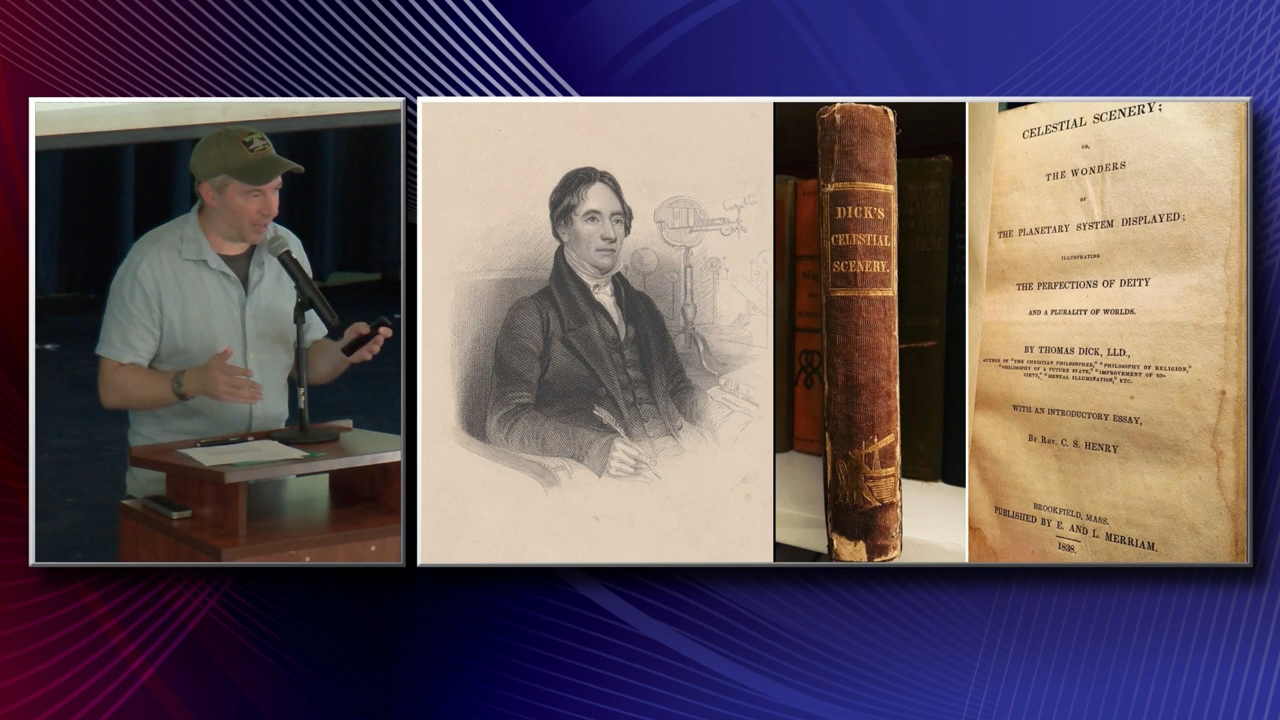 DICK'S
CELESTIAL
SCENERY.
CELESTIAL SCENERY;
OR,
THE WONDERS
OF
THE PLANETARY SYSTEM DISPLAYED;
ILLUSTRATING
THE PERFECTIONS OF DEITY
AND A PLURALITY OF WORLDS.
BY THOMAS DICK, LLD.,
AUTHOR OF "THE CHRISTIAN PHILOSOPHER," "PHILOSOPHY OF RELIGION,"
"PHILOSOPHY OF A FUTURE STATE," "IMPROVEMENT OF SO-
CIETY," "MENTAL ILLUMINATION," ETC.
WITH AN INTRODUCTORY ESSAY,
BY REV. C. S. HENRY
BROOKFIELD, MASS.
PUBLISHED BY E. AND L. MERRIAM.
1838.